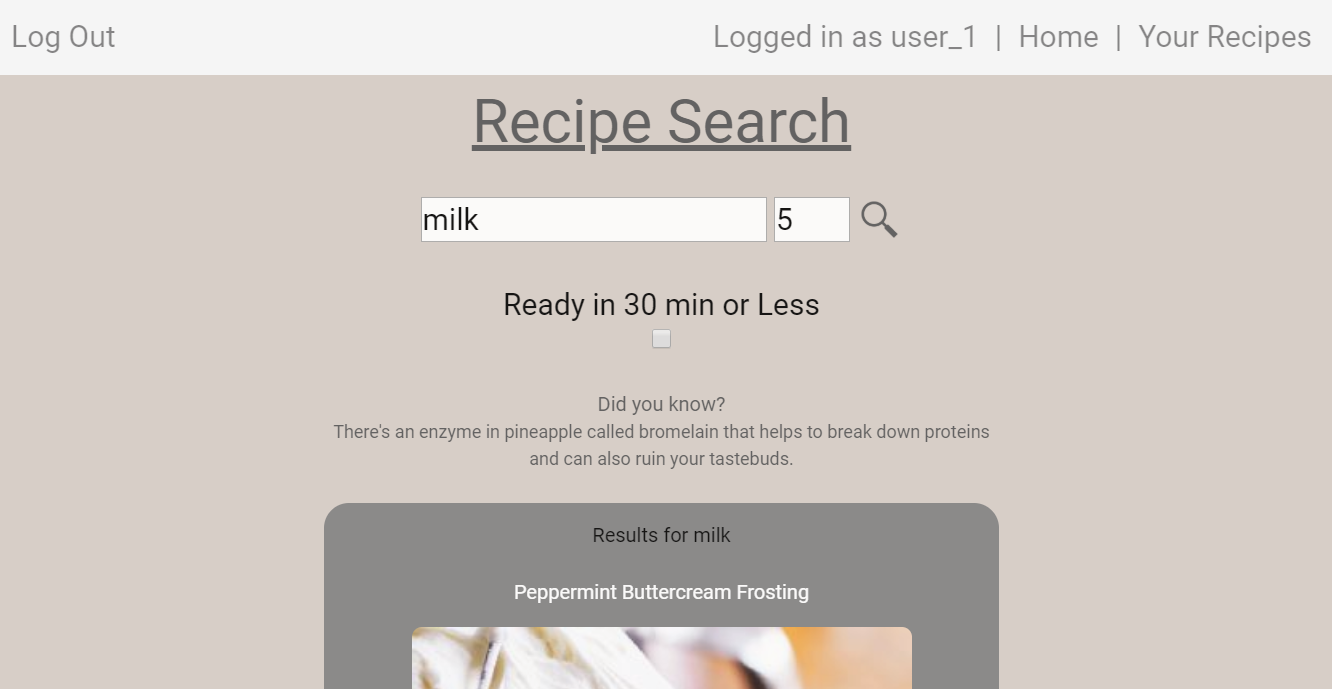 Log Out
Logged in as user_1 | Home | Your Recipes
Recipe Search
milk 5
Ready in 30 min or Less
Did you know?
There's an enzyme in pineapple called bromelain that helps to break down proteins
and can also ruin your tastebuds.
Results for milk
Peppermint Buttercream Frosting